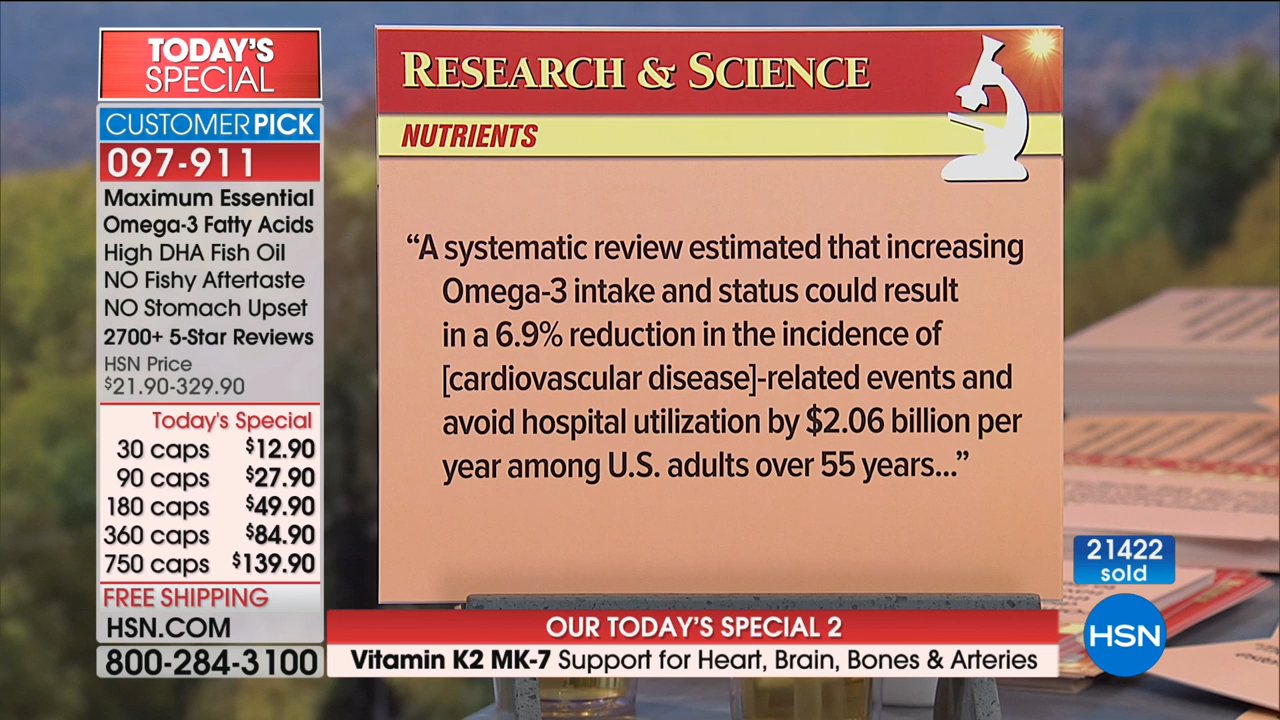 TODAY'S
SPECIAL
CUSTOMER PICK
097-911
Maximum Essential
Omega-3 Fatty Acids
High DHA Fish Oil
NO Fishy Aftertaste
NO Stomach Upset
2700+ 5-Star Reviews
HSN Price
$21.90-329.90
Today's Special
30 caps $12.90
90 caps $27.90
180 caps $49.90
360 caps $84.90
750 caps $139.90
FREE SHIPPING
HSN.COM
800-284-3100
RESEARCH & SCIENCE
NUTRIENTS
“A systematic review estimated that increasing
Omega-3 intake and status could result
in a 6.9% reduction in the incidence of
[cardiovascular disease]-related events and
avoid hospital utilization by $2.06 billion per
year among U.S. adults over 55 years...”
21422
sold
HSN
OUR TODAY'S SPECIAL 2
Vitamin K2 MK-7 Support for Heart, Brain, Bones & Arteries